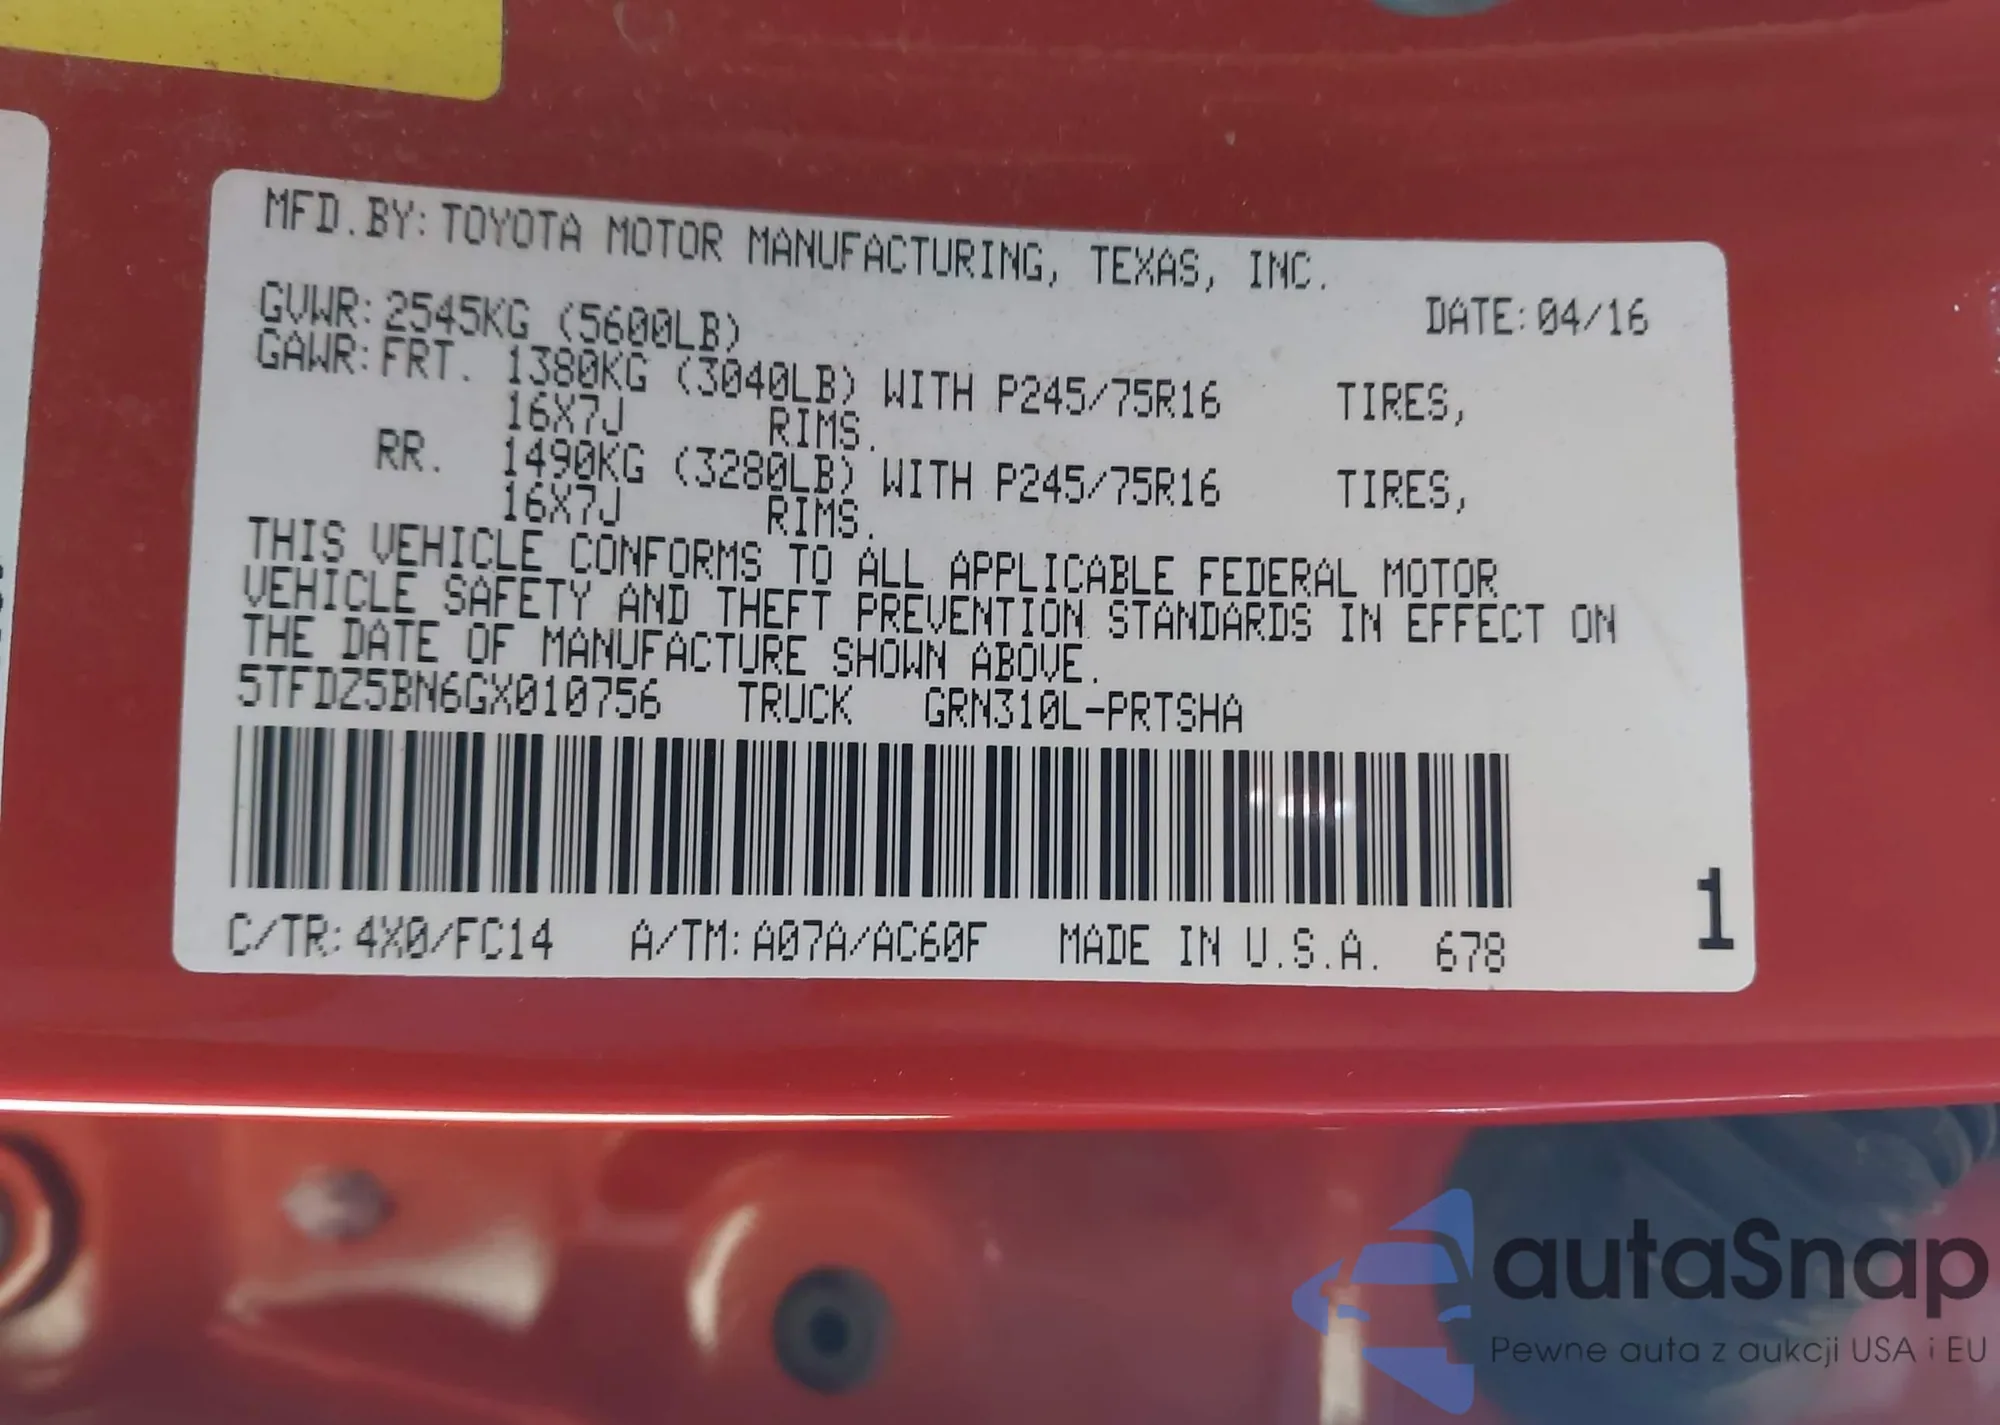 MFD.BY: TOYOTA MOTOR MANUFACTURING, TEXAS, INC.
GVWR: 2545KG (5600LB) DATE: 04/16
GAWR: FRT. 1380KG (3040LB) WITH P245/75R16 TIRES,
16X7J RIMS.
RR. 1490KG (3280LB) WITH P245/75R16 TIRES,
16X7J RIMS.
THIS VEHICLE CONFORMS TO ALL APPLICABLE FEDERAL MOTOR
VEHICLE SAFETY AND THEFT PREVENTION STANDARDS IN EFFECT ON
THE DATE OF MANUFACTURE SHOWN ABOVE.
5TFDZ5BN6GX010756 TRUCK GRN310L-PRTSHA
C/TR: 4X0/FC14 A/TM: A07A/AC60F MADE IN U.S.A. 678
1
autaSnap
Pewne auta z aukcji USA i EU